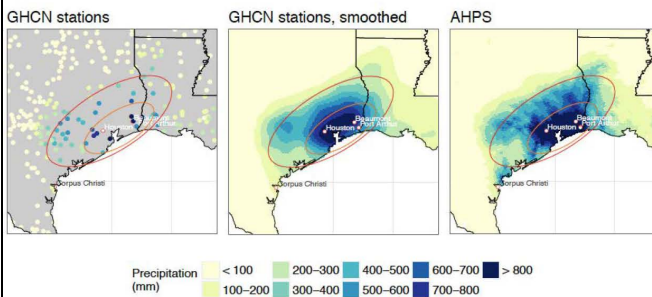 GHCN stations
GHCN stations, smoothed
AHPS
Houston
Beaumont
Port Arthur
Corpus Christi
Houston
Beaumont
Port Arthur
Corpus Christi
Houston
Beaumont
Port Arthur
Corpus Christi
Precipitation < 100 200–300 400–500 600–700 > 800
(mm) 100–200 300–400 500–600 700–800